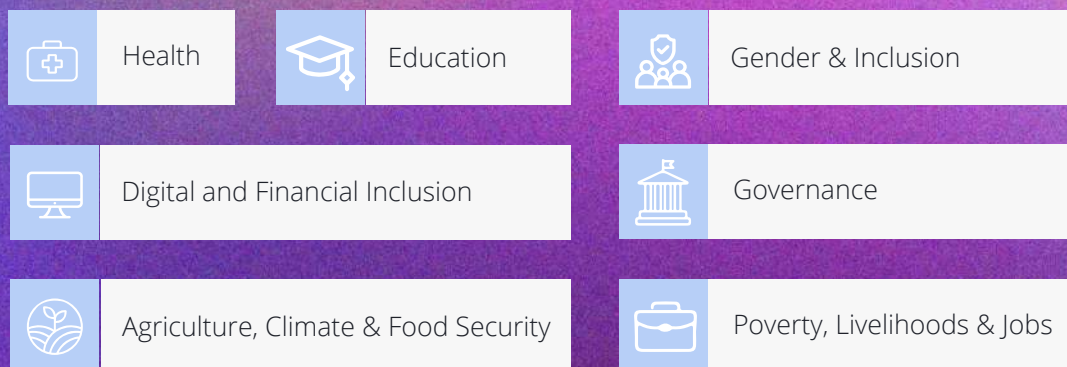 Health
Education
Gender & Inclusion
Digital and Financial Inclusion
Governance
Agriculture, Climate & Food Security
Poverty, Livelihoods & Jobs